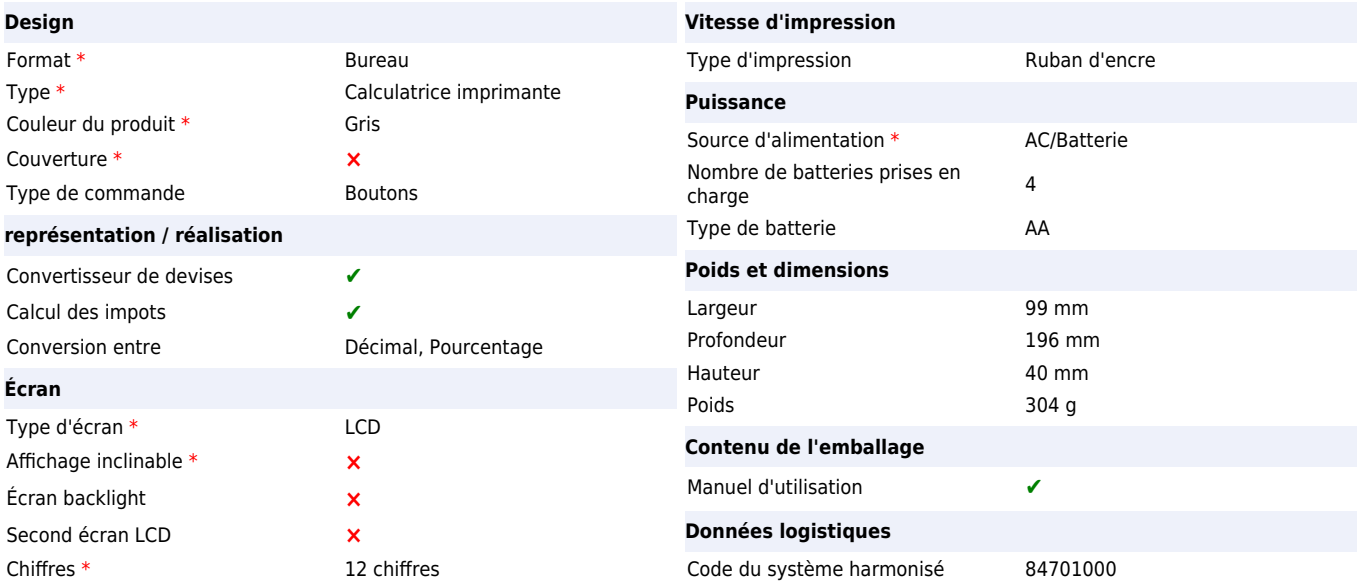 Design
Format * Bureau
Type * Calculatrice imprimante
Couleur du produit * Gris
Couverture * ✗
Type de commande Boutons
représentation / réalisation
Convertisseur de devises ✔
Calcul des impots ✔
Conversion entre Décimal, Pourcentage
Écran
Type d'écran * LCD
Affichage inclinable * ✗
Écran backlight ✗
Second écran LCD ✗
Chiffres * 12 chiffres
Vitesse d'impression
Type d'impression Ruban d'encre
Puissance
Source d'alimentation * AC/Batterie
Nombre de batteries prises en
charge 4
Type de batterie AA
Poids et dimensions
Largeur 99 mm
Profondeur 196 mm
Hauteur 40 mm
Poids 304 g
Contenu de l'emballage
Manuel d'utilisation ✔
Données logistiques
Code du système harmonisé 84701000